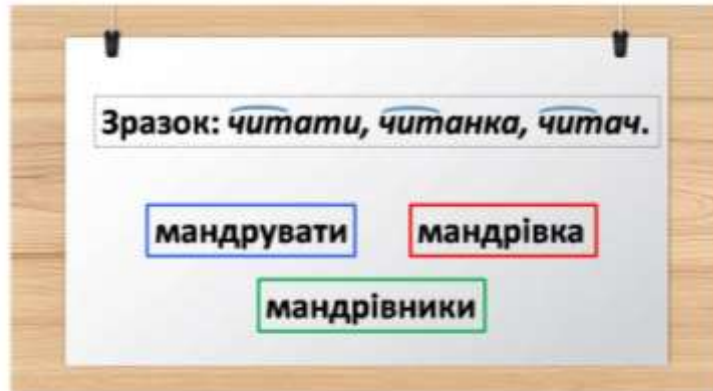 Зразок: читати, читанка, читач.
мандрувати мандрівка
мандрівники